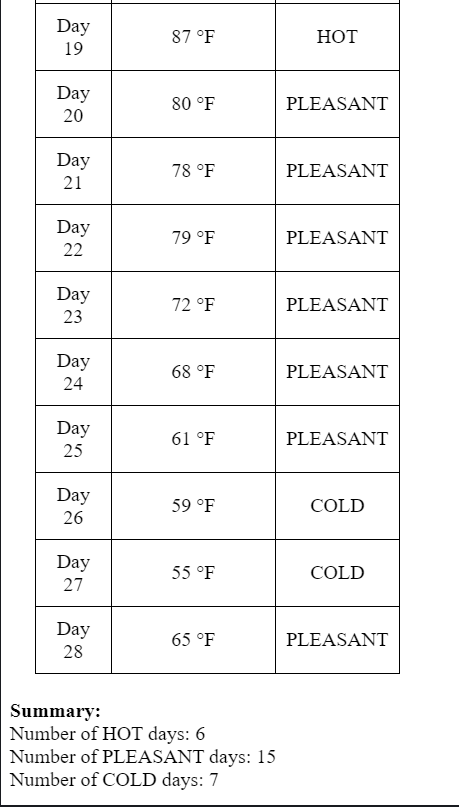 Day
19
87 °F
HOT
Day
20
80 °F
PLEASANT
Day
21
78 °F
PLEASANT
Day
22
79 °F
PLEASANT
Day
23
72 °F
PLEASANT
Day
24
68 °F
PLEASANT
Day
25
61 °F
PLEASANT
Day
26
59 °F
COLD
Day
27
55 °F
COLD
Day
28
65 °F
PLEASANT
Summary:
Number of HOT days: 6
Number of PLEASANT days: 15
Number of COLD days: 7